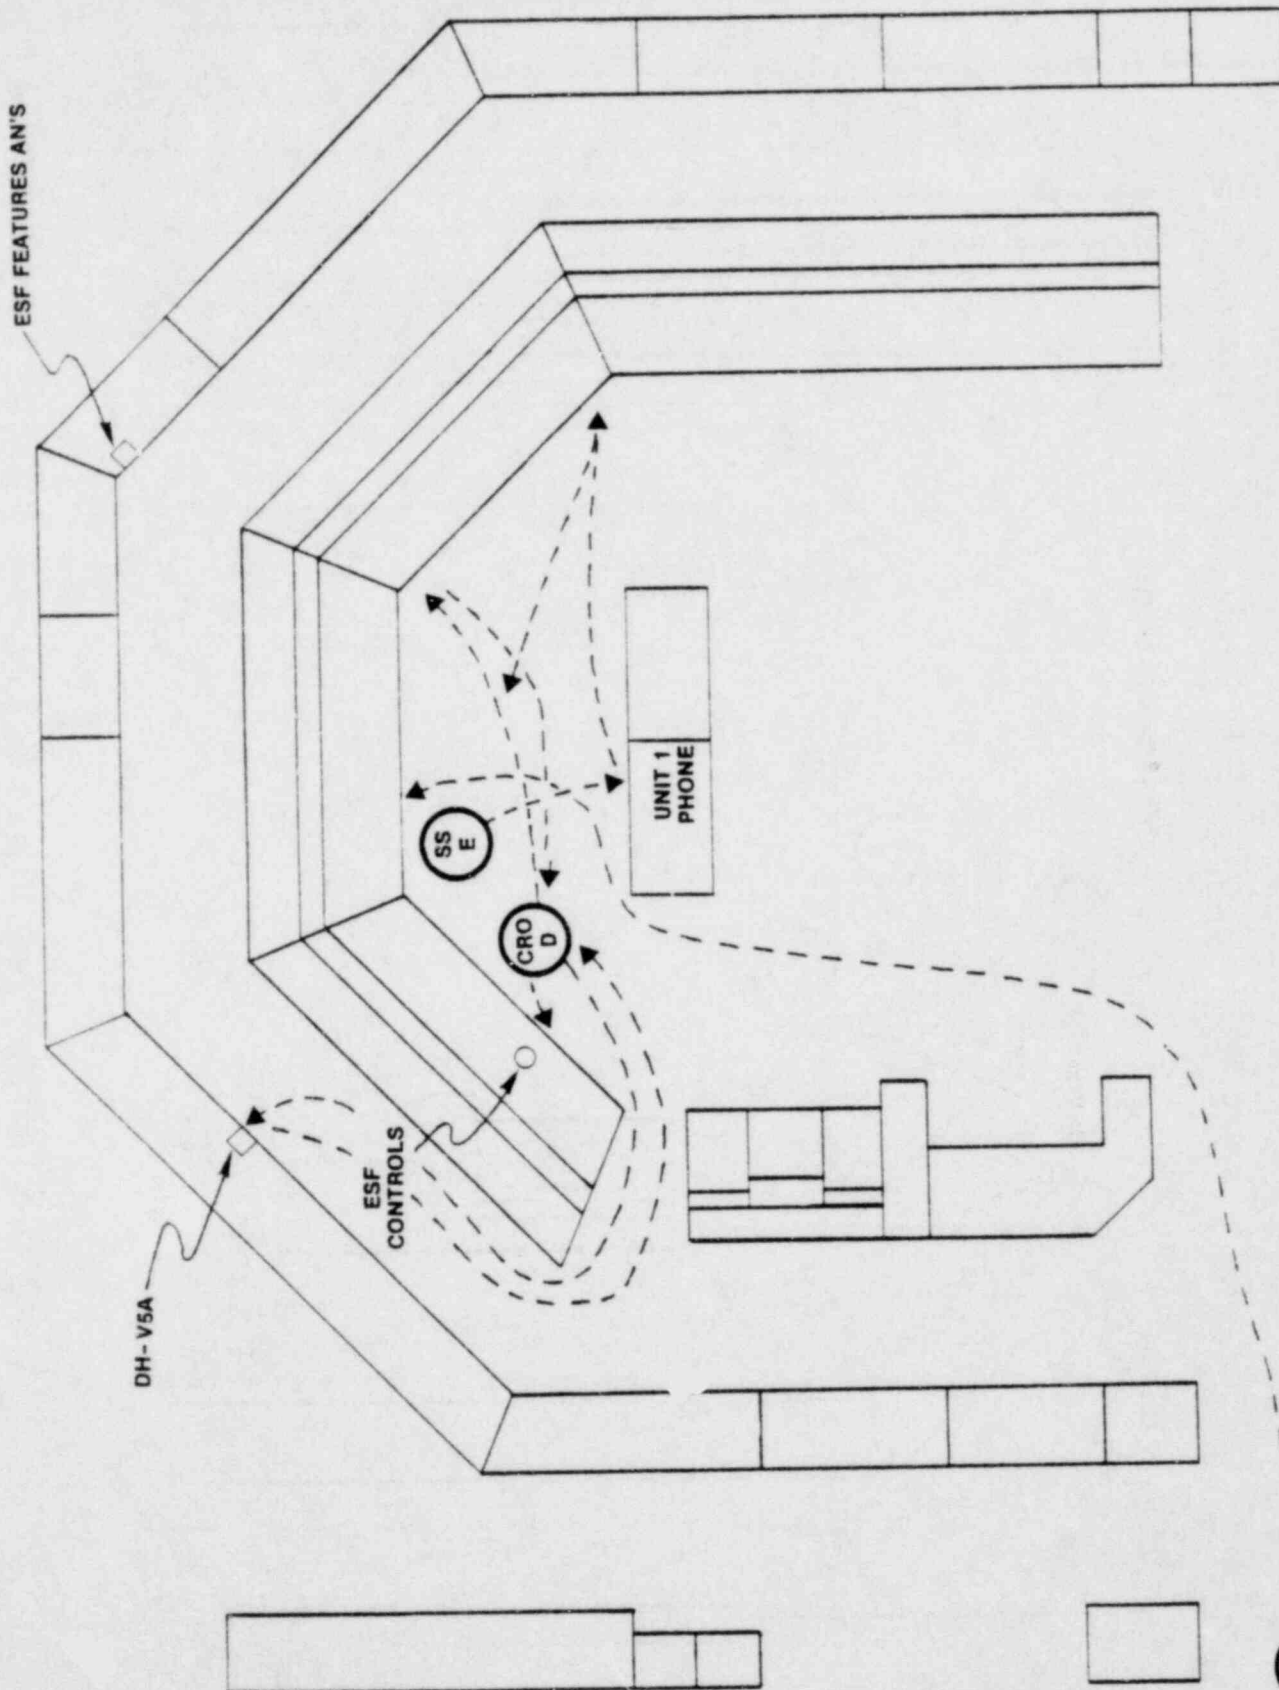 ESF FEATURES AN'S
DH-V5A
ESF
CONTROLS
SS
E
CRO
D
UNIT 1
PHONE